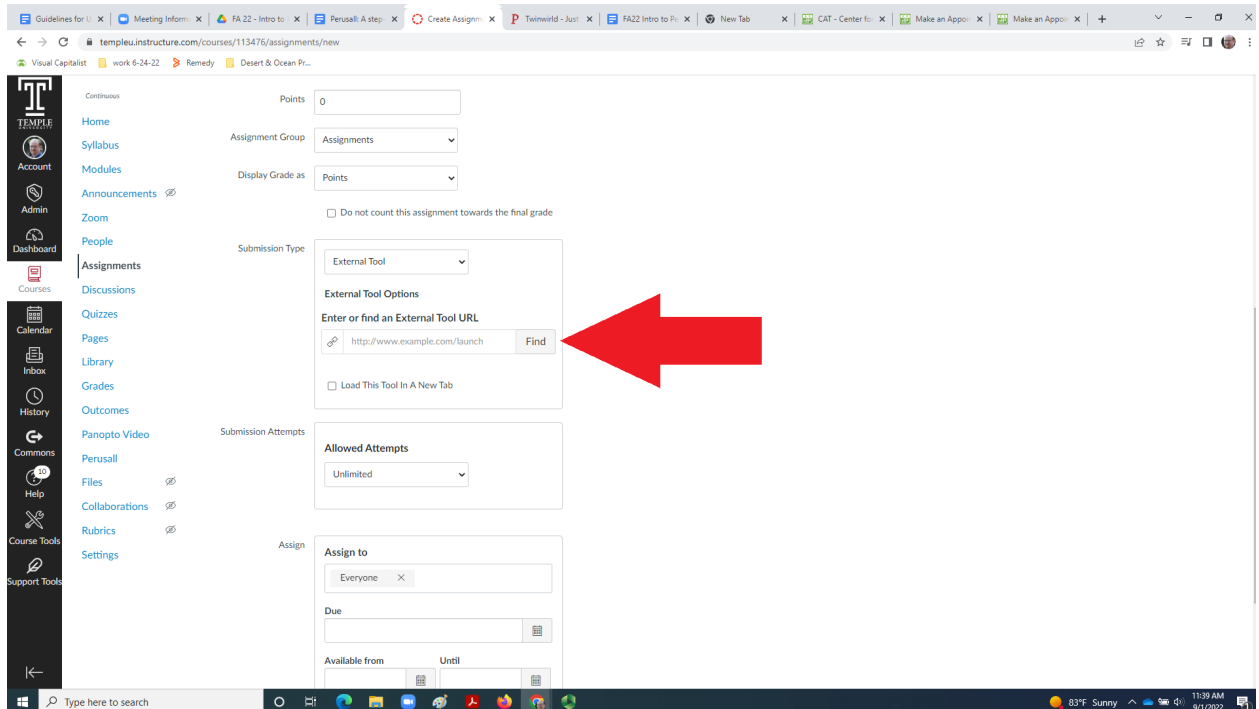 Guidelines for U
Meeting Inform
FA 22 - Intro to
Perusall: A step
Create Assignm
Twinwird - Just
FA22 Intro to Pe
New Tab
CAT - Center fo
Make an Appoi
Make an Appoi
templeu.instructure.com/courses/113476/assignments/new
Visual Capitalist
work 6-24-22
Remedy
Desert & Ocean Pr...
TEMPLE
UNIVERSITY
Account
Admin
Dashboard
Courses
Calendar
Inbox
History
Commons
10
Help
Course Tools
Support Tools
Continuous
Home
Syllabus
Modules
Announcements
Zoom
People
Assignments
Discussions
Quizzes
Pages
Library
Grades
Outcomes
Panopto Video
Perusall
Files
Collaborations
Rubrics
Settings
Points 0
Assignment Group Assignments
Display Grade as Points
Do not count this assignment towards the final grade
Submission Type External Tool
External Tool Options
Enter or find an External Tool URL
http://www.example.com/launch Find
Load This Tool In A New Tab
Submission Attempts
Allowed Attempts
Unlimited
Assign
Assign to
Everyone
Due
Available from Until
Type here to search
83°F Sunny
11:39 AM
9/1/2022